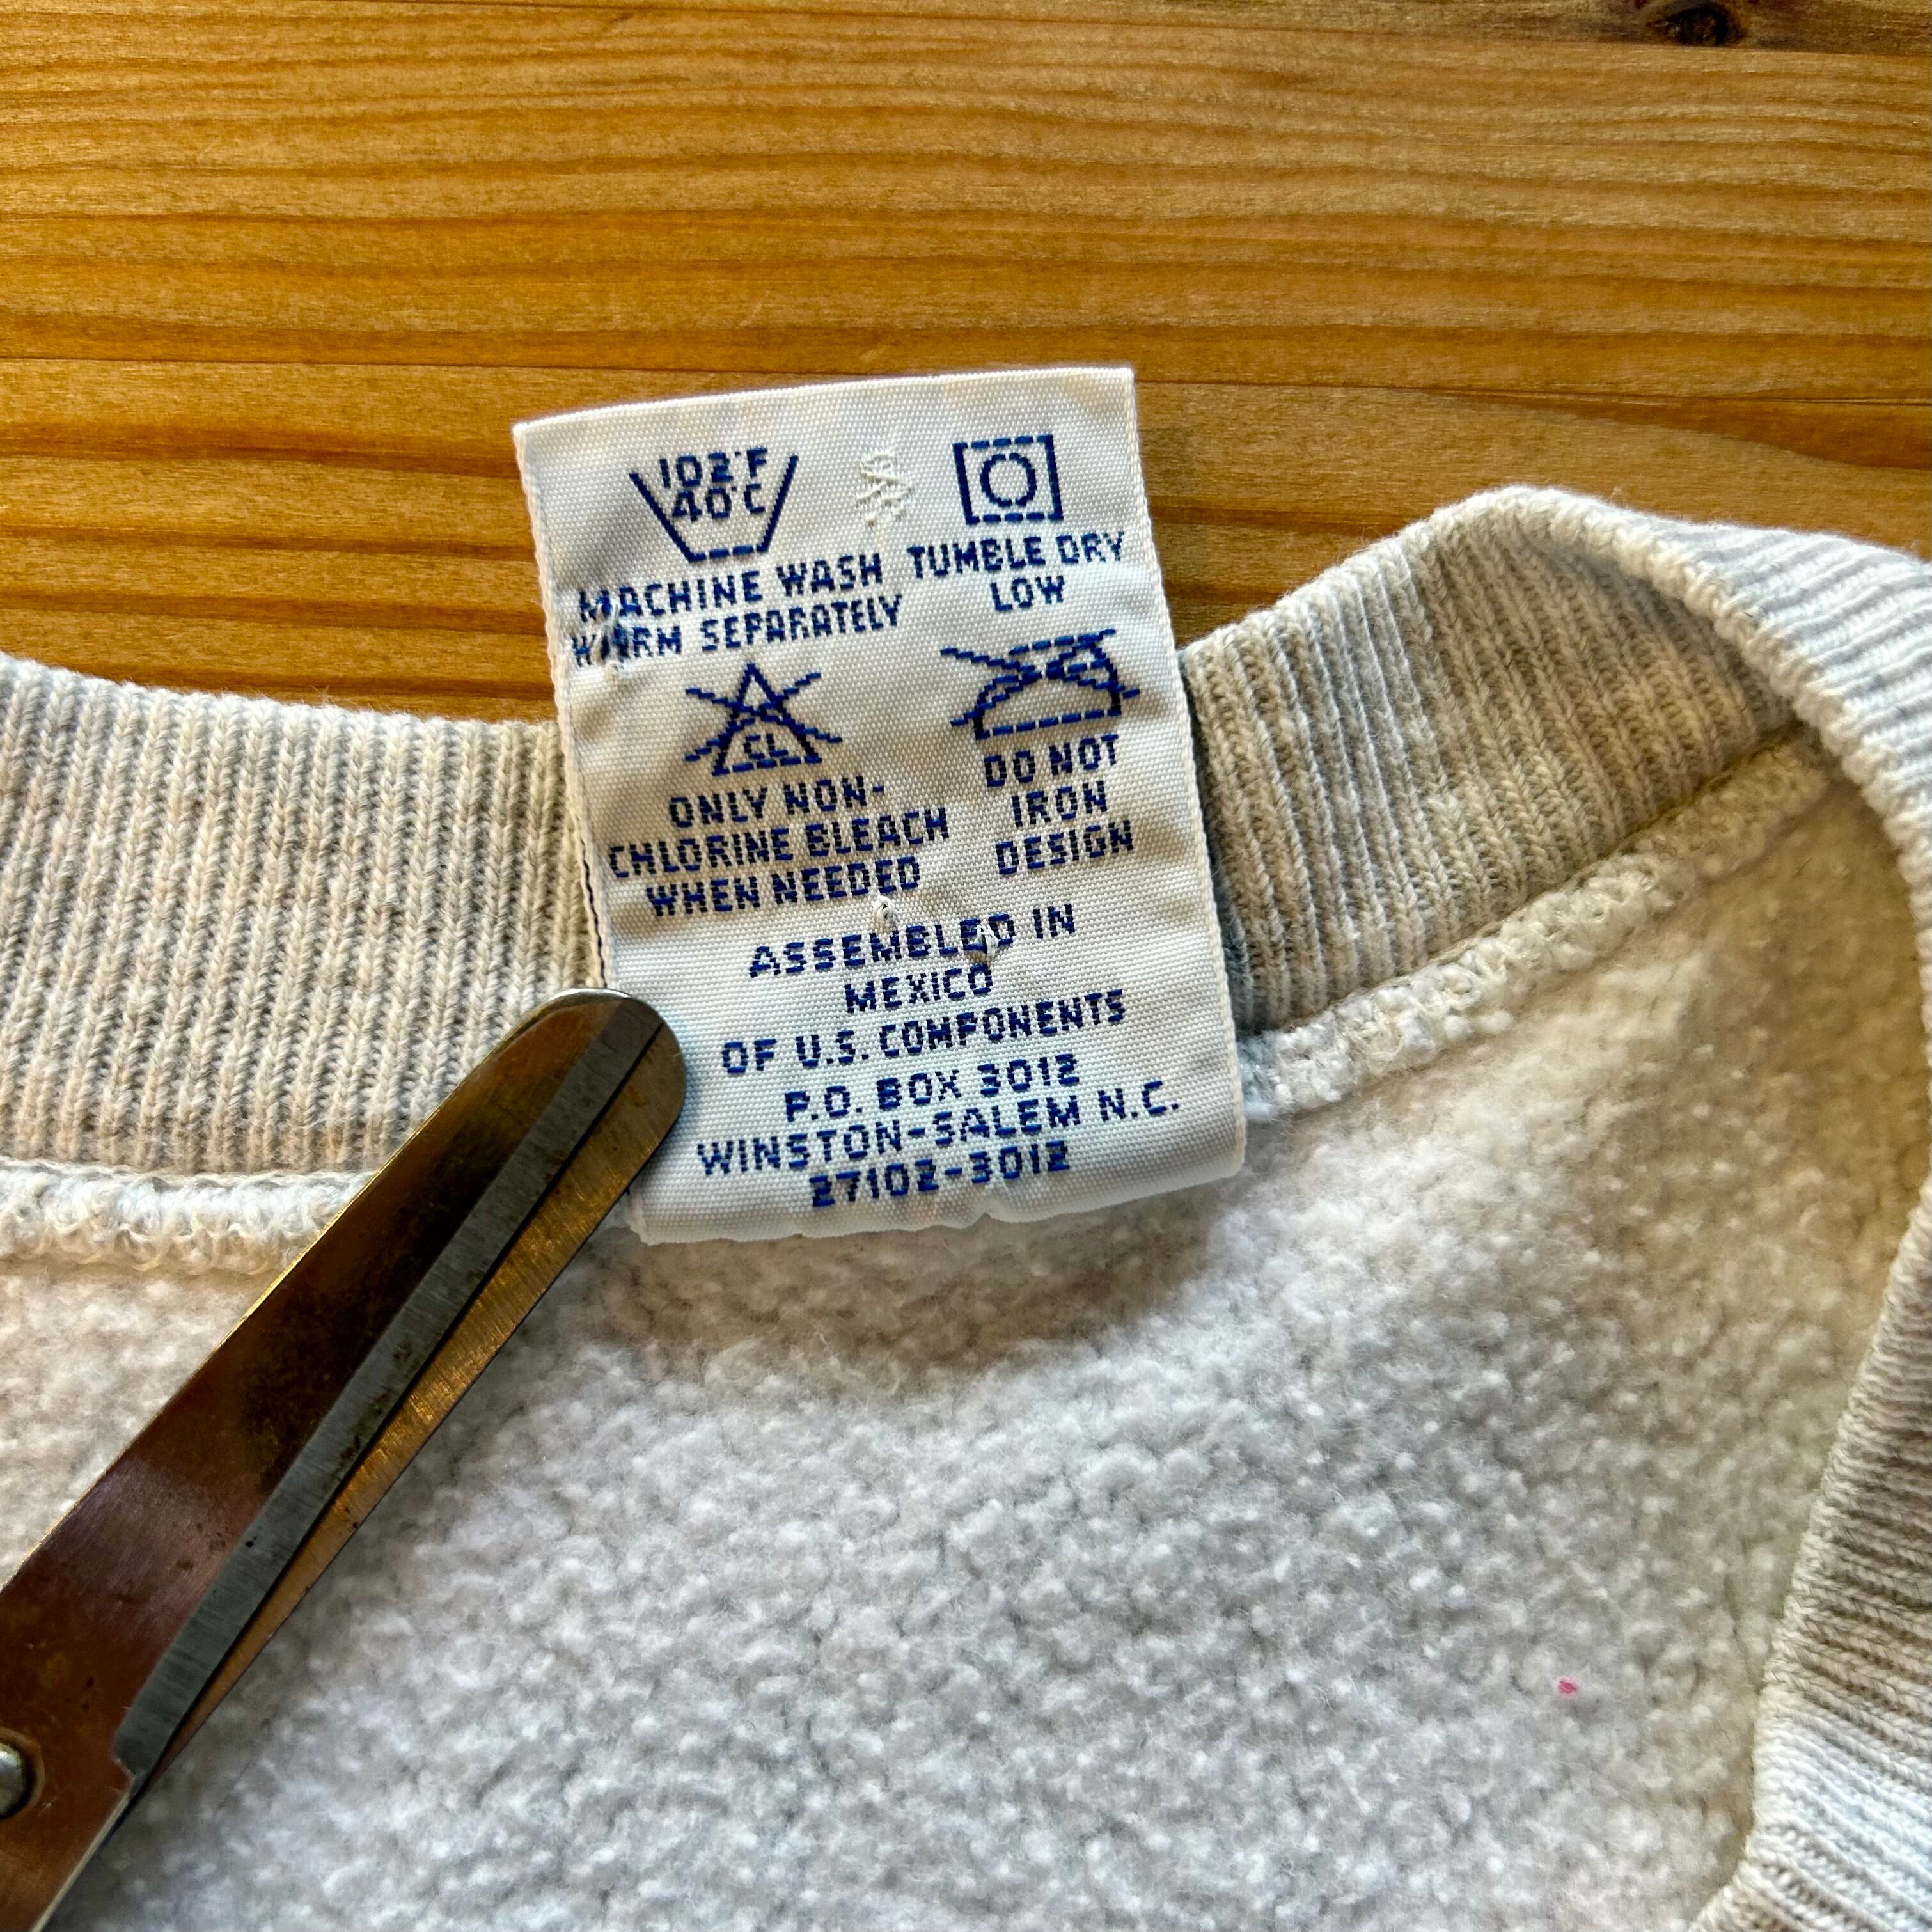 102°F
40°C
MACHINE WASH
WARM SEPARATELY
TUMBLE DRY
LOW
CL
ONLY NON-
CHLORINE BLEACH
WHEN NEEDED
DO NOT
IRON
DESIGN
ASSEMBLED IN
MEXICO
OF U.S. COMPONENTS
P.O. BOX 3012
WINSTON-SALEM N.C.
27102-3012